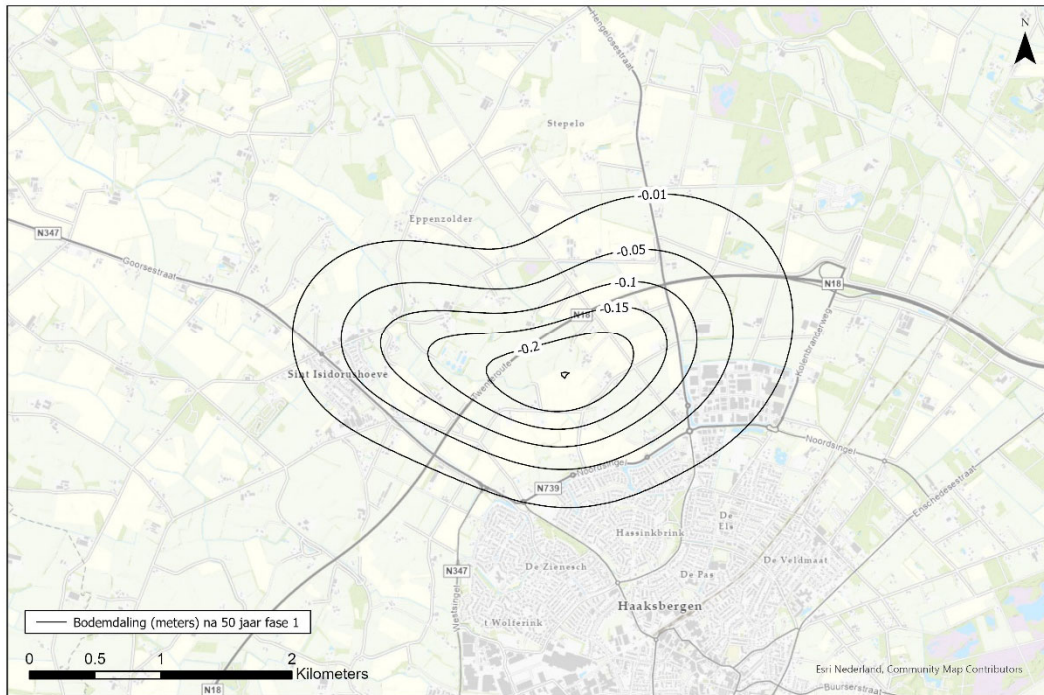 N
Hengelosestraat
Stepelo
-0.01
Eppenzolder
N347
Goorsestraat
-0.05
-0.1
N18
-0.15
N18
-0.2
Kolenbranderweg
Sint Isidorushoeve
Twenteroute
Noordsingel
Noordsingel
N739
Enschedesestraat
De
Els
Hassinkbrink
De Veldmaat
De Zienesch
De Pas
N347
Westsingel
Haaksbergen
't Wolferink
Bodemdaling (meters) na 50 jaar fase 1
0 0.5 1 2
Kilometers
Esri Nederland, Community Map Contributors
N18
Buurserstraat